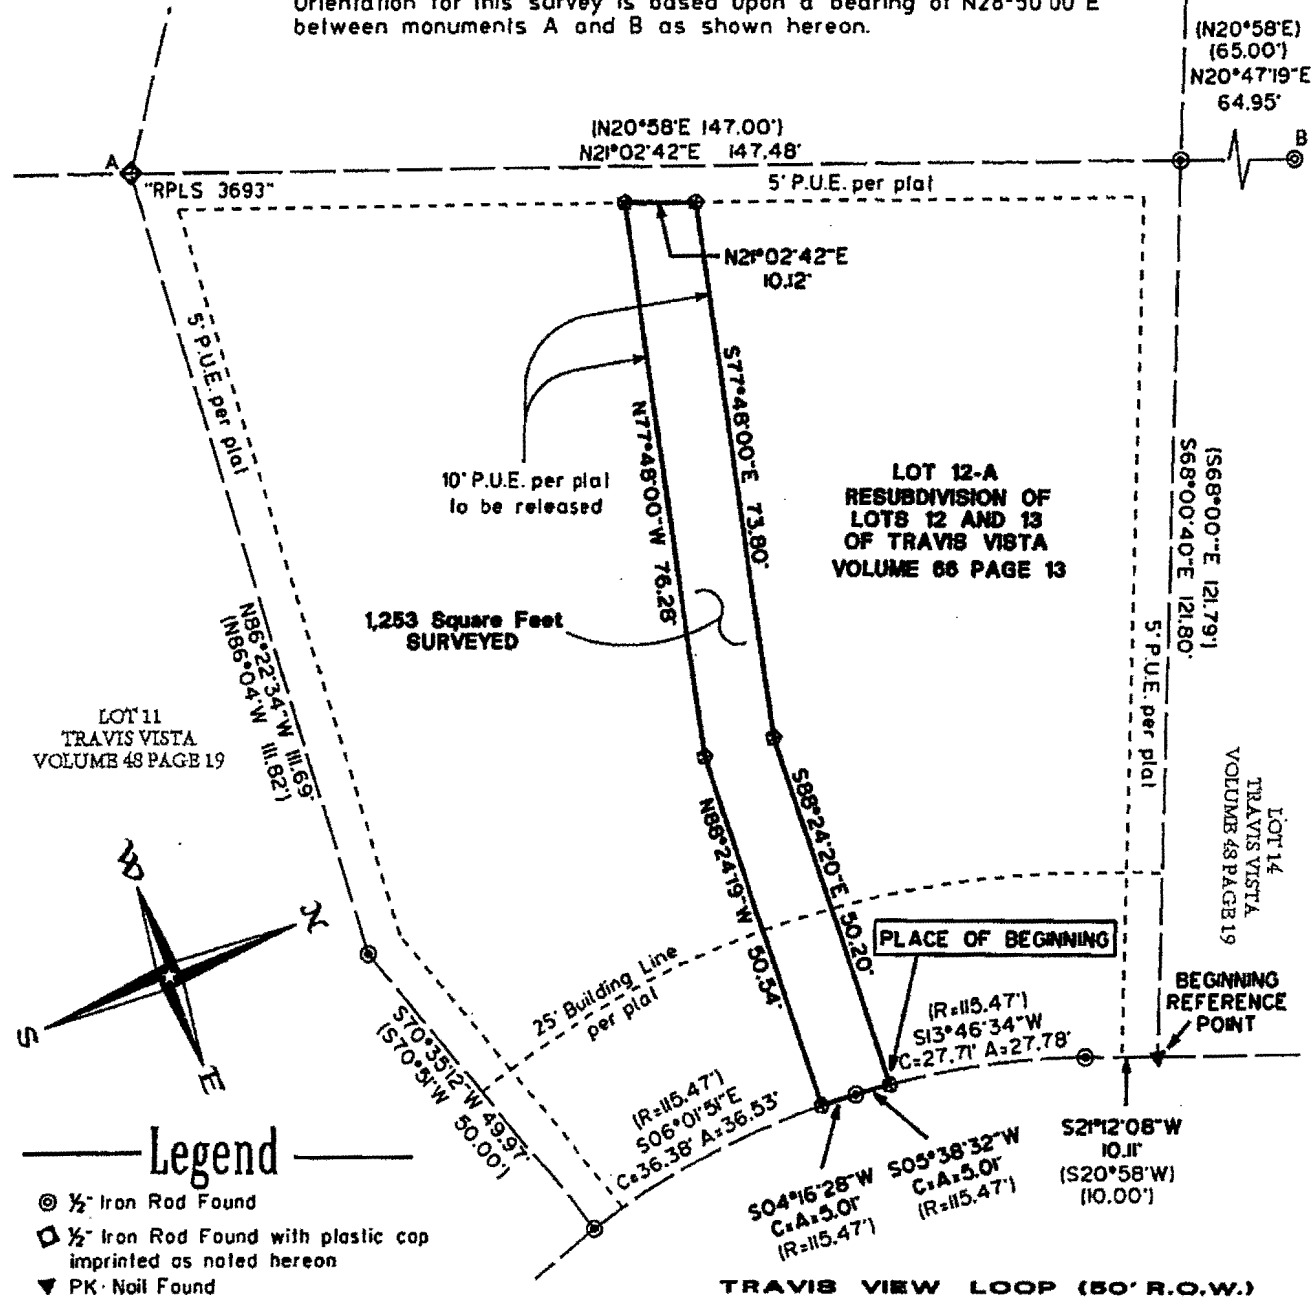 Orientation for this survey is based upon a bearing of N28°50'00"E
between monuments A and B as shown hereon.
(N20°58'E)
(65.00')
N20°47'19"E
64.95'
(N20°58'E 147.00')
N21°02'42"E 147.48'
A
B
"RPLS 3693"
5' P.U.E. per plat
N21°02'42"E
10.12'
5' P.U.E. per plat
S77°48'00"E 73.80'
N77°48'00"W 76.28'
10' P.U.E. per plat
to be released
LOT 12-A
RESUBDIVISION OF
LOTS 12 AND 13
OF TRAVIS VISTA
VOLUME 66 PAGE 13
(S68°00'E 121.79')
S68°00'40"E 121.80'
1,253 Square Feet
SURVEYED
5' P.U.E. per plat
N86°22'34"W 111.69'
(N86°04'W 111.82')
LOT 11
TRAVIS VISTA
VOLUME 48 PAGE 19
LOT 14
TRAVIS VISTA
VOLUME 48 PAGE 19
N88°24'19"W 50.54'
S88°24'20"E 50.20'
PLACE OF BEGINNING
W
N
S
E
25' Building Line
per plat
BEGINNING
REFERENCE
POINT
(R=115.47')
S13°46'34"W
C=27.71' A=27.78'
S70°35'12"W 49.97'
(S70°51'W 50.00')
(R=115.47')
S06°01'51"E
C=36.38' A=36.53'
S04°16'28"W
C=A=5.01'
(R=115.47')
S05°38'32"W
C=A=5.01'
(R=115.47')
S21°12'08"W
10.11'
(S20°58'W)
(10.00')
Legend
½" Iron Rod Found
½" Iron Rod Found with plastic cap
imprinted as noted hereon
PK Nail Found
TRAVIS VIEW LOOP (50' R.O.W.)